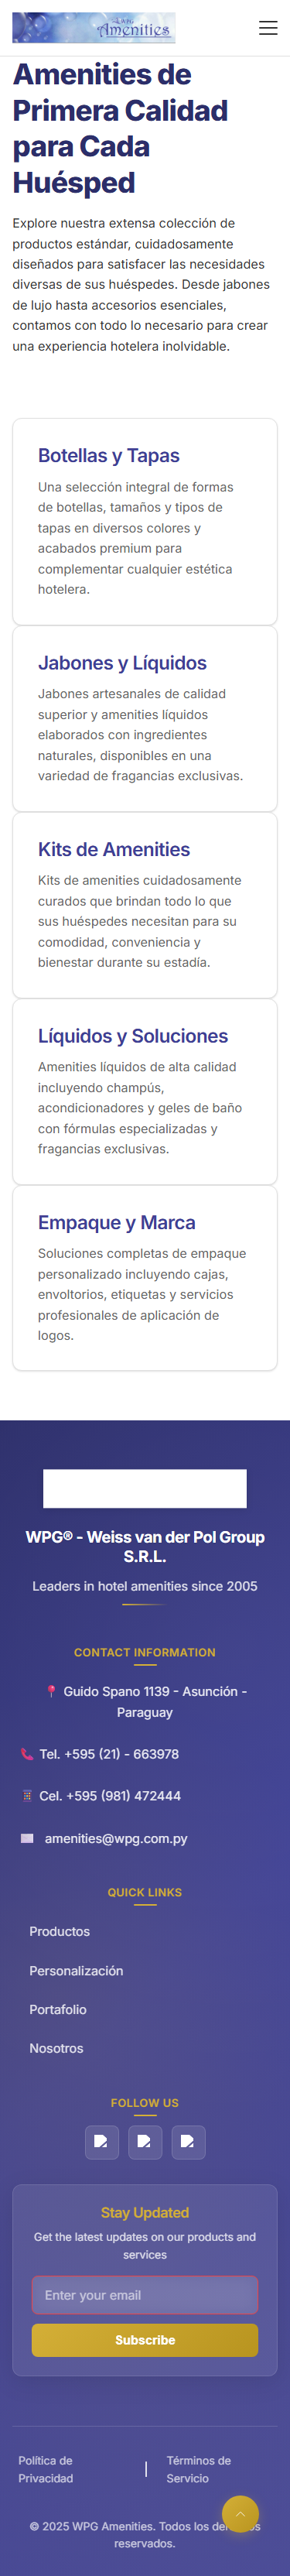 WPG
Amenities
Amenities de
Primera Calidad
para Cada
Huésped
Explore nuestra extensa colección de
productos estándar, cuidadosamente
diseñados para satisfacer las necesidades
diversas de sus huéspedes. Desde jabones
de lujo hasta accesorios esenciales,
contamos con todo lo necesario para crear
una experiencia hotelera inolvidable.
Botellas y Tapas
Una selección integral de formas
de botellas, tamaños y tipos de
tapas en diversos colores y
acabados premium para
complementar cualquier estética
hotelera.
Jabones y Líquidos
Jabones artesanales de calidad
superior y amenities líquidos
elaborados con ingredientes
naturales, disponibles en una
variedad de fragancias exclusivas.
Kits de Amenities
Kits de amenities cuidadosamente
curados que brindan todo lo que
sus huéspedes necesitan para su
comodidad, conveniencia y
bienestar durante su estadía.
Líquidos y Soluciones
Amenities líquidos de alta calidad
incluyendo champús,
acondicionadores y geles de baño
con fórmulas especializadas y
fragancias exclusivas.
Empaque y Marca
Soluciones completas de empaque
personalizado incluyendo cajas,
envoltorios, etiquetas y servicios
profesionales de aplicación de
logos.
WPG® - Weiss van der Pol Group
S.R.L.
Leaders in hotel amenities since 2005
CONTACT INFORMATION
Guido Spano 1139 - Asunción -
Paraguay
Tel. +595 (21) - 663978
Cel. +595 (981) 472444
amenities@wpg.com.py
QUICK LINKS
Productos
Personalización
Portafolio
Nosotros
FOLLOW US
Stay Updated
Get the latest updates on our products and
services
Enter your email
Subscribe
Política de
Privacidad
Términos de
Servicio
© 2025 WPG Amenities. Todos los
reservados.